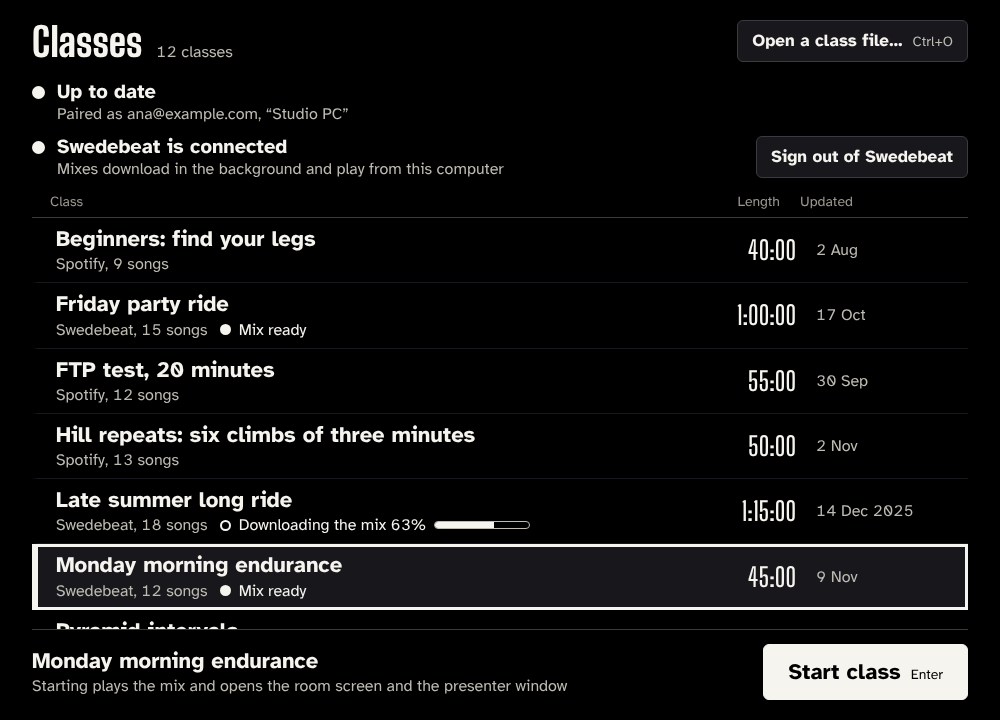 Classes 12 classes Open a class file... Ctrl+O
Up to date
Paired as ana@example.com, “Studio PC”
Swedebeat is connected
Mixes download in the background and play from this computer
Sign out of Swedebeat
Class Length Updated
Beginners: find your legs
Spotify, 9 songs
40:00 2 Aug
Friday party ride
Swedebeat, 15 songs Mix ready
1:00:00 17 Oct
FTP test, 20 minutes
Spotify, 12 songs
55:00 30 Sep
Hill repeats: six climbs of three minutes
Spotify, 13 songs
50:00 2 Nov
Late summer long ride
Swedebeat, 18 songs Downloading the mix 63%
1:15:00 14 Dec 2025
Monday morning endurance
Swedebeat, 12 songs Mix ready
45:00 9 Nov
Pyramid intervals
Monday morning endurance
Starting plays the mix and opens the room screen and the presenter window
Start class Enter